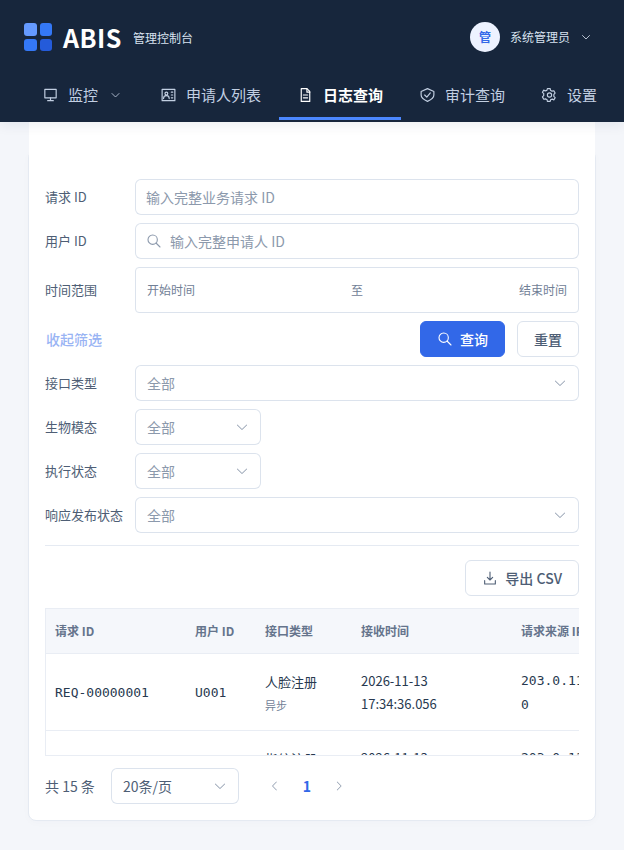 ABIS 管理控制台 管 系统管理员
监控 申请人列表 日志查询 审计查询 设置
请求 ID 输入完整业务请求 ID
用户 ID 输入完整申请人 ID
时间范围 开始时间 至 结束时间
收起筛选 查询 重置
接口类型 全部
生物模态 全部
执行状态 全部
响应发布状态 全部
导出 CSV
请求 ID 用户 ID 接口类型 接收时间 请求来源
REQ-00000001 U001 人脸注册 2026-11-13 17:34:36.056
异步
共 15 条 20条/页 1